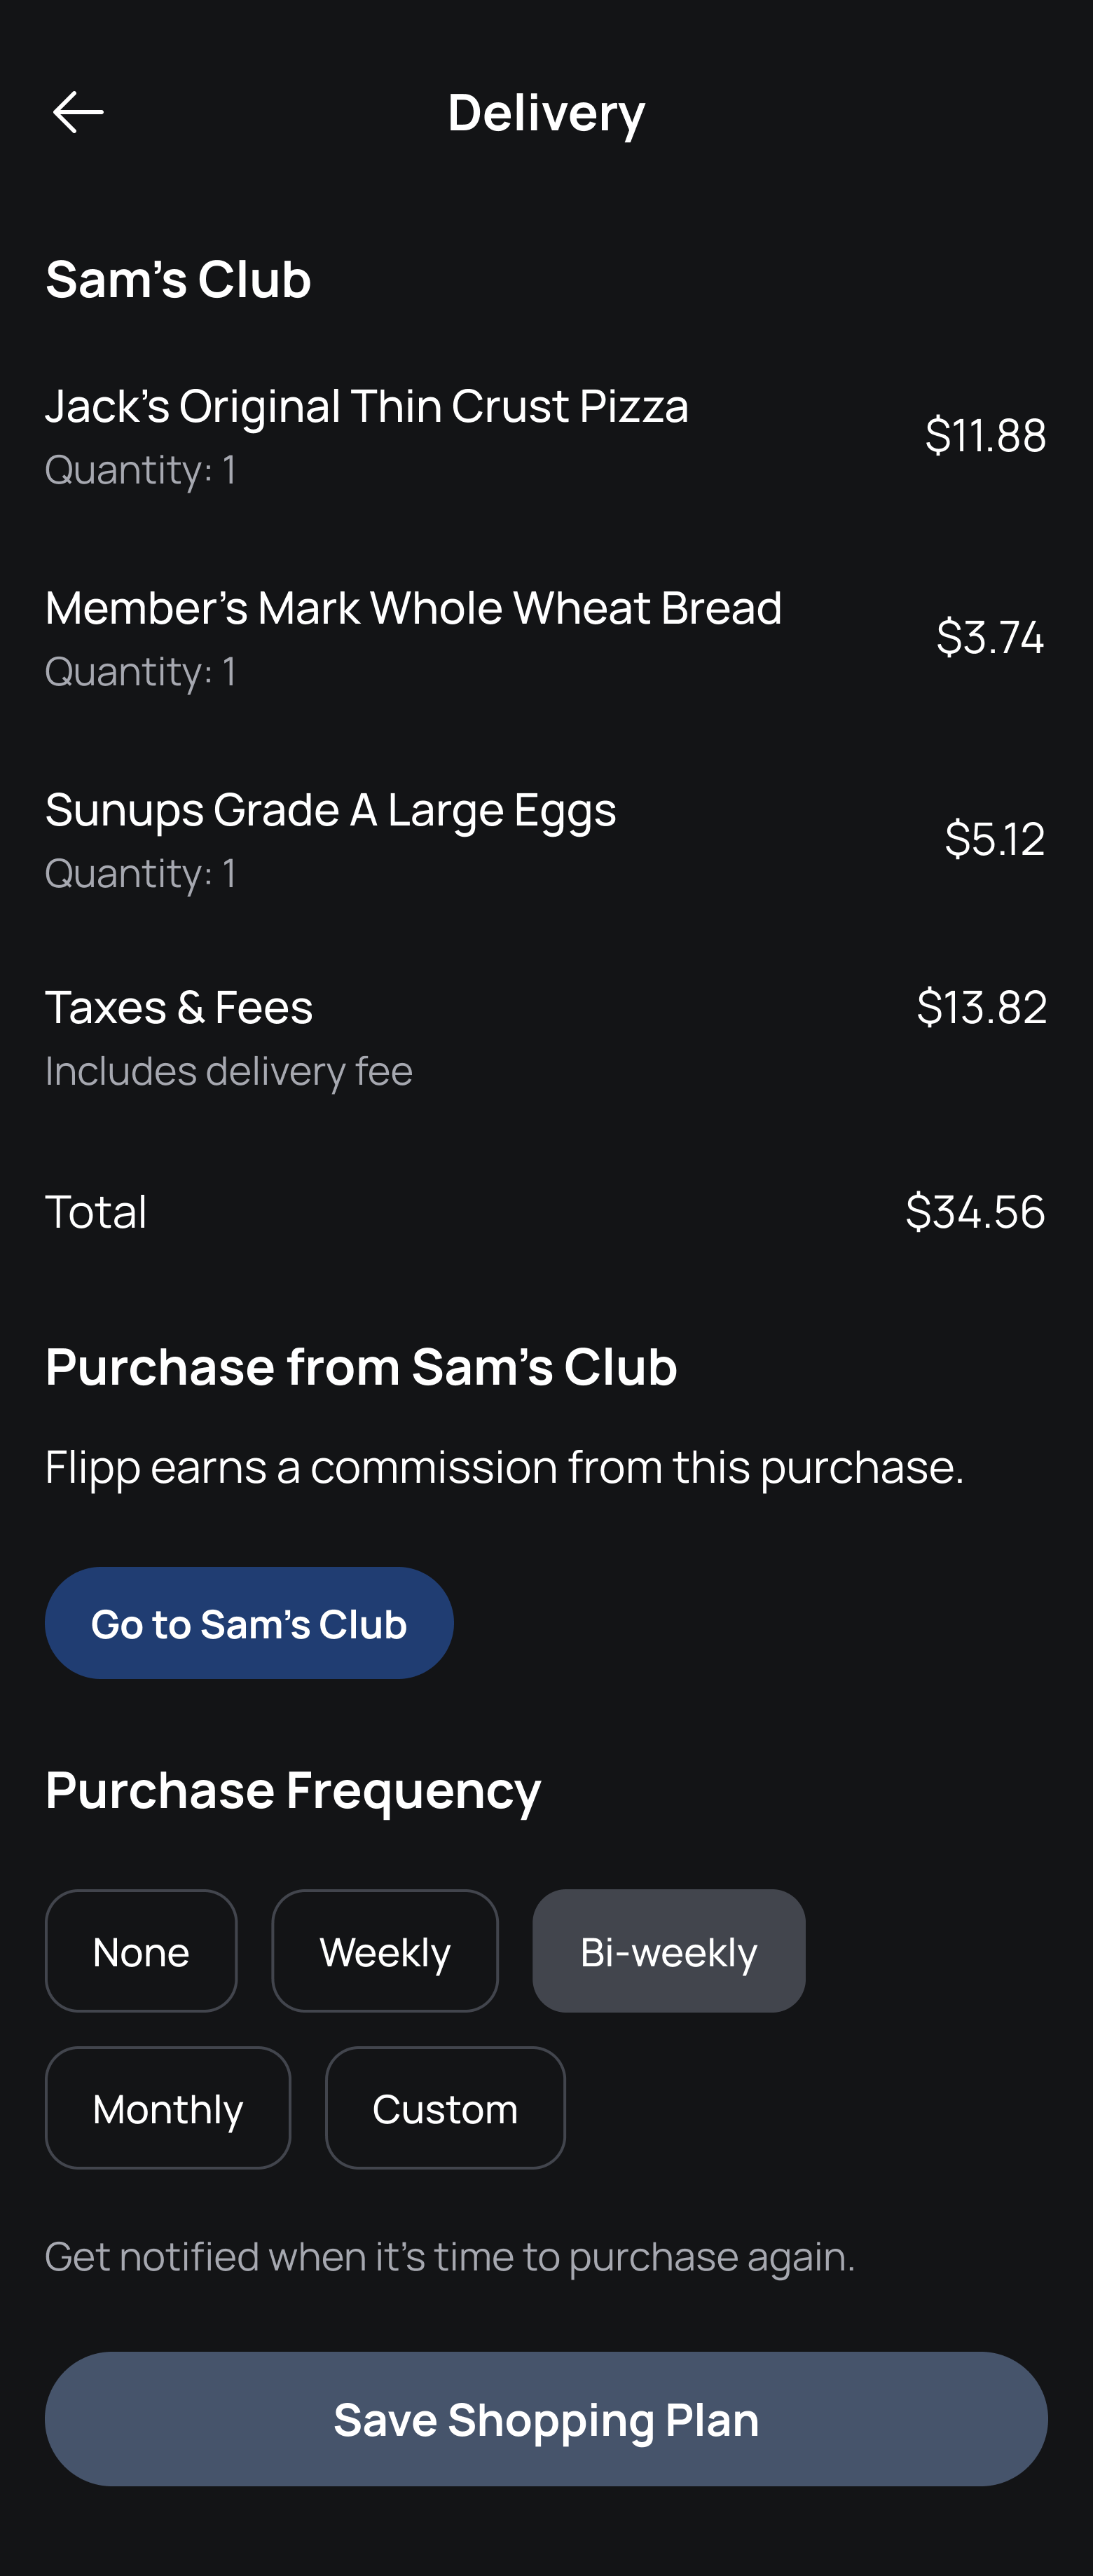 Delivery
Sam's Club
Jack's Original Thin Crust Pizza
Quantity: 1
$11.88
Member's Mark Whole Wheat Bread
Quantity: 1
$3.74
Sunups Grade A Large Eggs
Quantity: 1
$5.12
Taxes & Fees
$13.82
Includes delivery fee
Total
$34.56
Purchase from Sam's Club
Flipp earns a commission from this purchase.
Go to Sam's Club
Purchase Frequency
None
Weekly
Bi-weekly
Monthly
Custom
Get notified when it's time to purchase again.
Save Shopping Plan